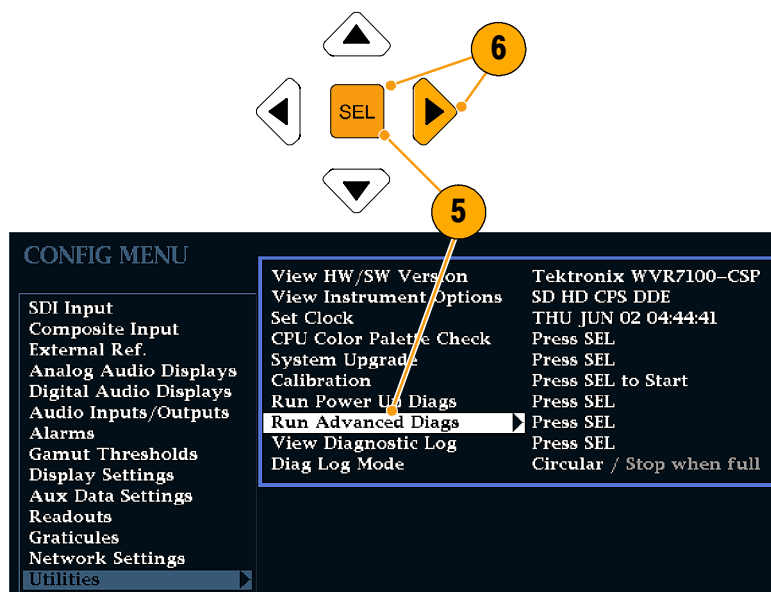 6
SEL
5
CONFIG MENU
SDI Input
Composite Input
External Ref.
Analog Audio Displays
Digital Audio Displays
Audio Inputs/Outputs
Alarms
Gamut Thresholds
Display Settings
Aux Data Settings
Readouts
Graticules
Network Settings
Utilities
View HW/SW Version Tektronix WVR7100-CSP
View Instrument Options SD HD CPS DDE
Set Clock THU JUN 02 04:44:41
CPU Color Palette Check Press SEL
System Upgrade Press SEL
Calibration Press SEL to Start
Run Power Up Diags Press SEL
Run Advanced Diags Press SEL
View Diagnostic Log Press SEL
Diag Log Mode Circular / Stop when full